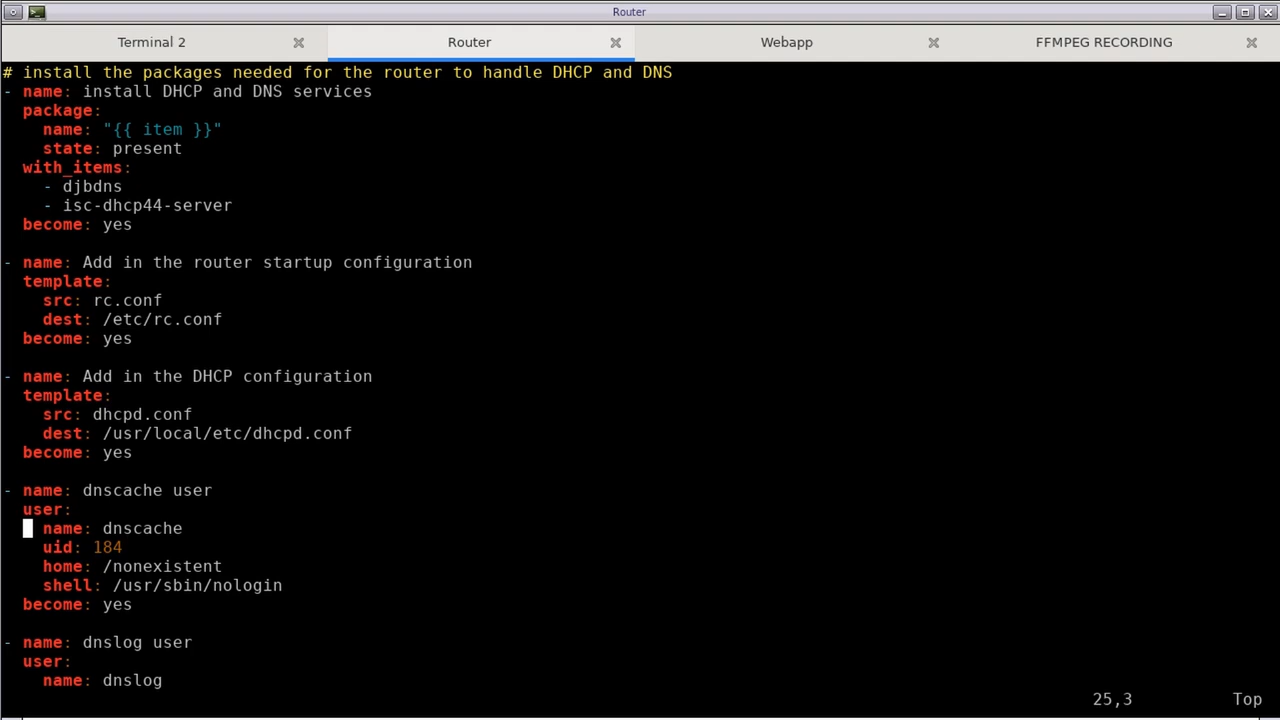 Router
Terminal 2
Router
Webapp
FFMPEG RECORDING
# install the packages needed for the router to handle DHCP and DNS
- name: install DHCP and DNS services
  package:
    name: "{{ item }}"
    state: present
  with_items:
    - djbdns
    - isc-dhcp44-server
  become: yes
- name: Add in the router startup configuration
  template:
    src: rc.conf
    dest: /etc/rc.conf
  become: yes
- name: Add in the DHCP configuration
  template:
    src: dhcpd.conf
    dest: /usr/local/etc/dhcpd.conf
  become: yes
- name: dnscache user
  user:
    name: dnscache
    uid: 184
    home: /nonexistent
    shell: /usr/sbin/nologin
  become: yes
- name: dnslog user
  user:
    name: dnslog
25,3 Top